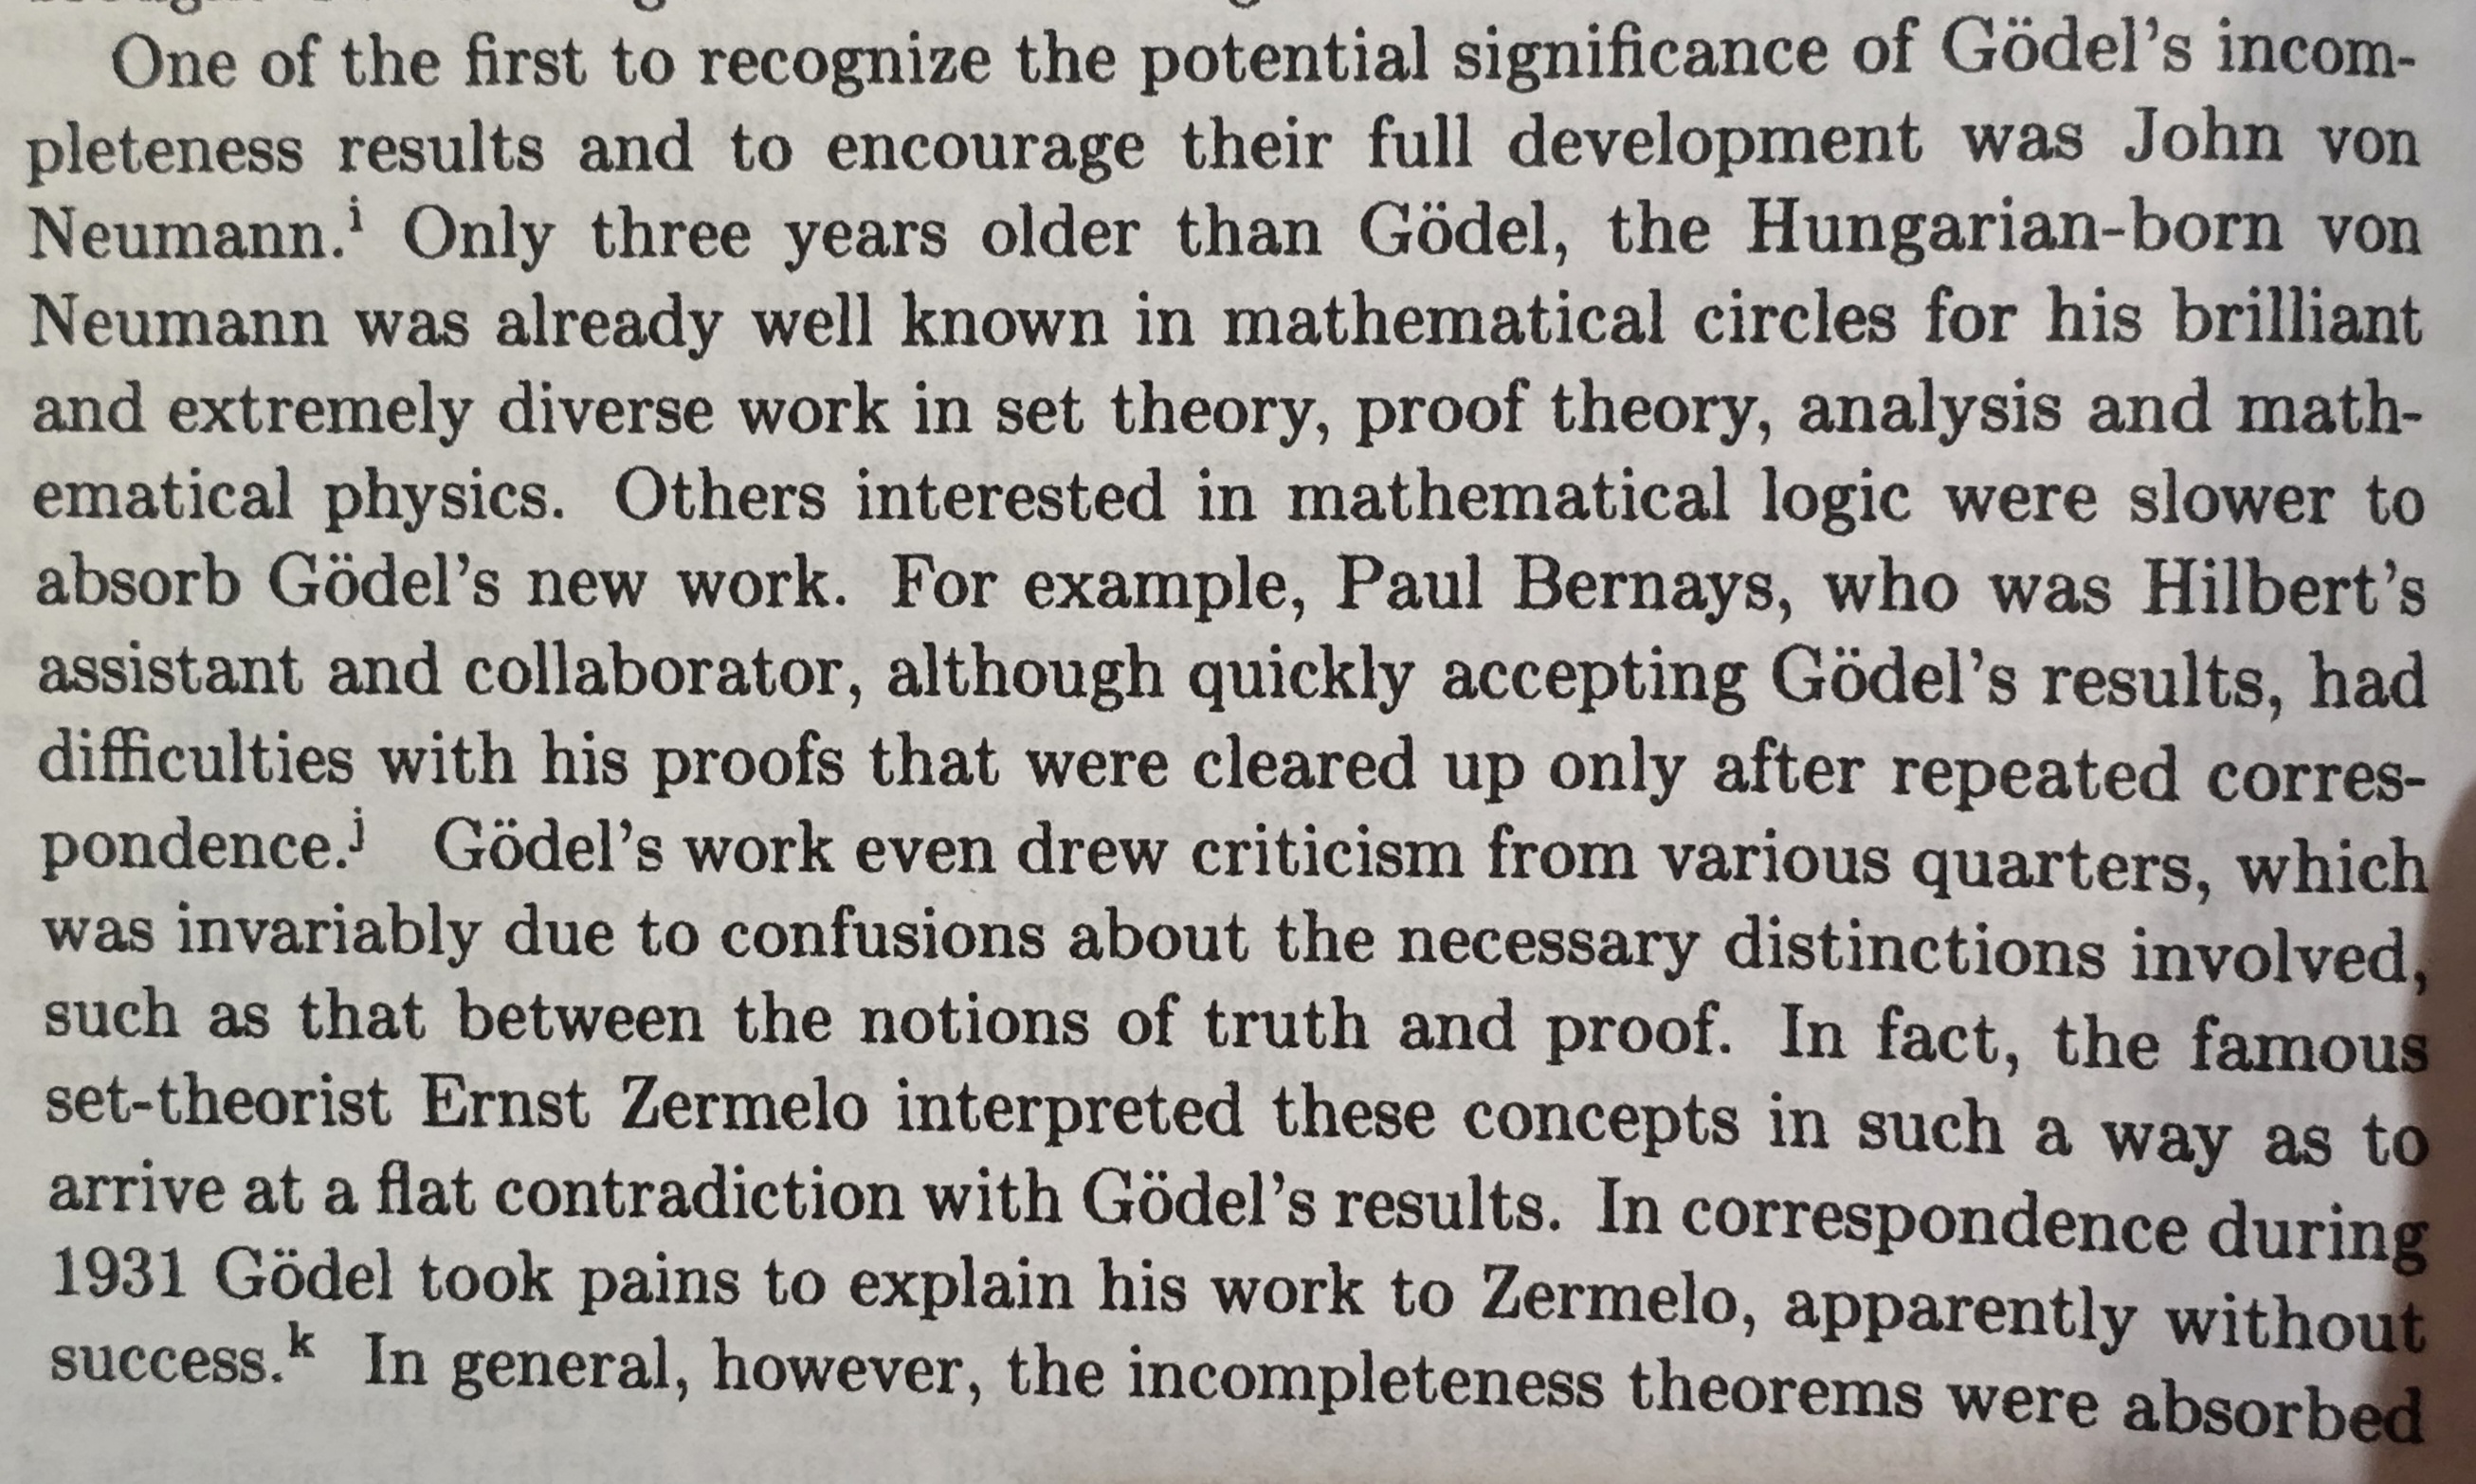 One of the first to recognize the potential significance of Gödel's incom-
pleteness results and to encourage their full development was John von
Neumann.ⁱ Only three years older than Gödel, the Hungarian-born von
Neumann was already well known in mathematical circles for his brilliant
and extremely diverse work in set theory, proof theory, analysis and math-
ematical physics. Others interested in mathematical logic were slower to
absorb Gödel's new work. For example, Paul Bernays, who was Hilbert's
assistant and collaborator, although quickly accepting Gödel's results, had
difficulties with his proofs that were cleared up only after repeated corres-
pondence.ʲ Gödel's work even drew criticism from various quarters, which
was invariably due to confusions about the necessary distinctions involved,
such as that between the notions of truth and proof. In fact, the famous
set-theorist Ernst Zermelo interpreted these concepts in such a way as to
arrive at a flat contradiction with Gödel's results. In correspondence during
1931 Gödel took pains to explain his work to Zermelo, apparently without
success.ᵏ In general, however, the incompleteness theorems were absorbed